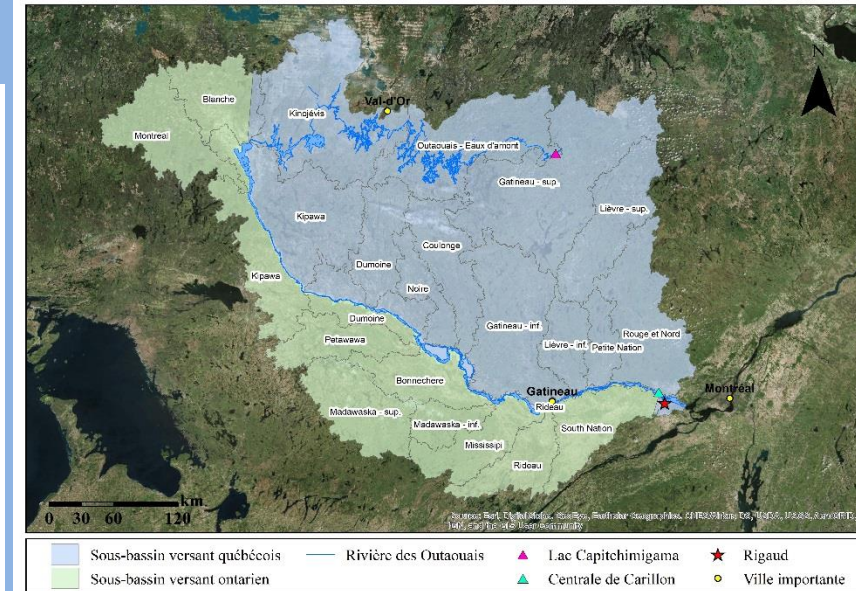 N
Val-d'Or
Blanche
Kinojévis
Montreal
Outaouais - Eaux d'amont
Gatineau - sup.
Lièvre - sup.
Kipawa
Coulonge
Dumoine
Kipawa
Noire
Dumoine
Petawawa
Gatineau - inf.
Rouge et Nord
Lièvre - inf.
Petite Nation
Bonnechere
Gatineau
Montréal
Rideau
Madawaska - sup.
Madawaska - inf.
South Nation
Mississipi
Rideau
km
0 30 60 120
Sous-bassin versant québécois
Rivière des Outaouais
Lac Capitchimigama
Rigaud
Sous-bassin versant ontarien
Centrale de Carillon
Ville importante